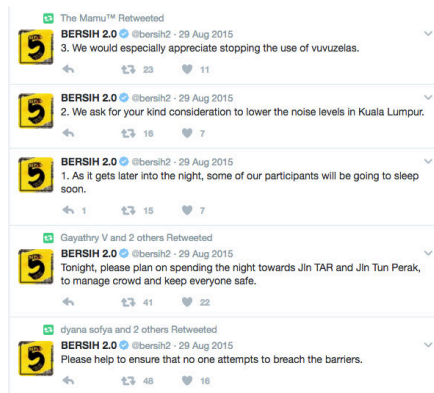 The Mamu™ Retweeted
BERSIH 2.0 @bersih2 · 29 Aug 2015
3. We would especially appreciate stopping the use of vuvuzelas.
23 11
BERSIH 2.0 @bersih2 · 29 Aug 2015
2. We ask for your kind consideration to lower the noise levels in Kuala Lumpur.
16 7
BERSIH 2.0 @bersih2 · 29 Aug 2015
1. As it gets later into the night, some of our participants will be going to sleep
soon.
1 15 7
Gayathry V and 2 others Retweeted
BERSIH 2.0 @bersih2 · 29 Aug 2015
Tonight, please plan on spending the night towards Jln TAR and Jln Tun Perak,
to manage crowd and keep everyone safe.
41 22
dyana sofya and 2 others Retweeted
BERSIH 2.0 @bersih2 · 29 Aug 2015
Please help to ensure that no one attempts to breach the barriers.
48 16